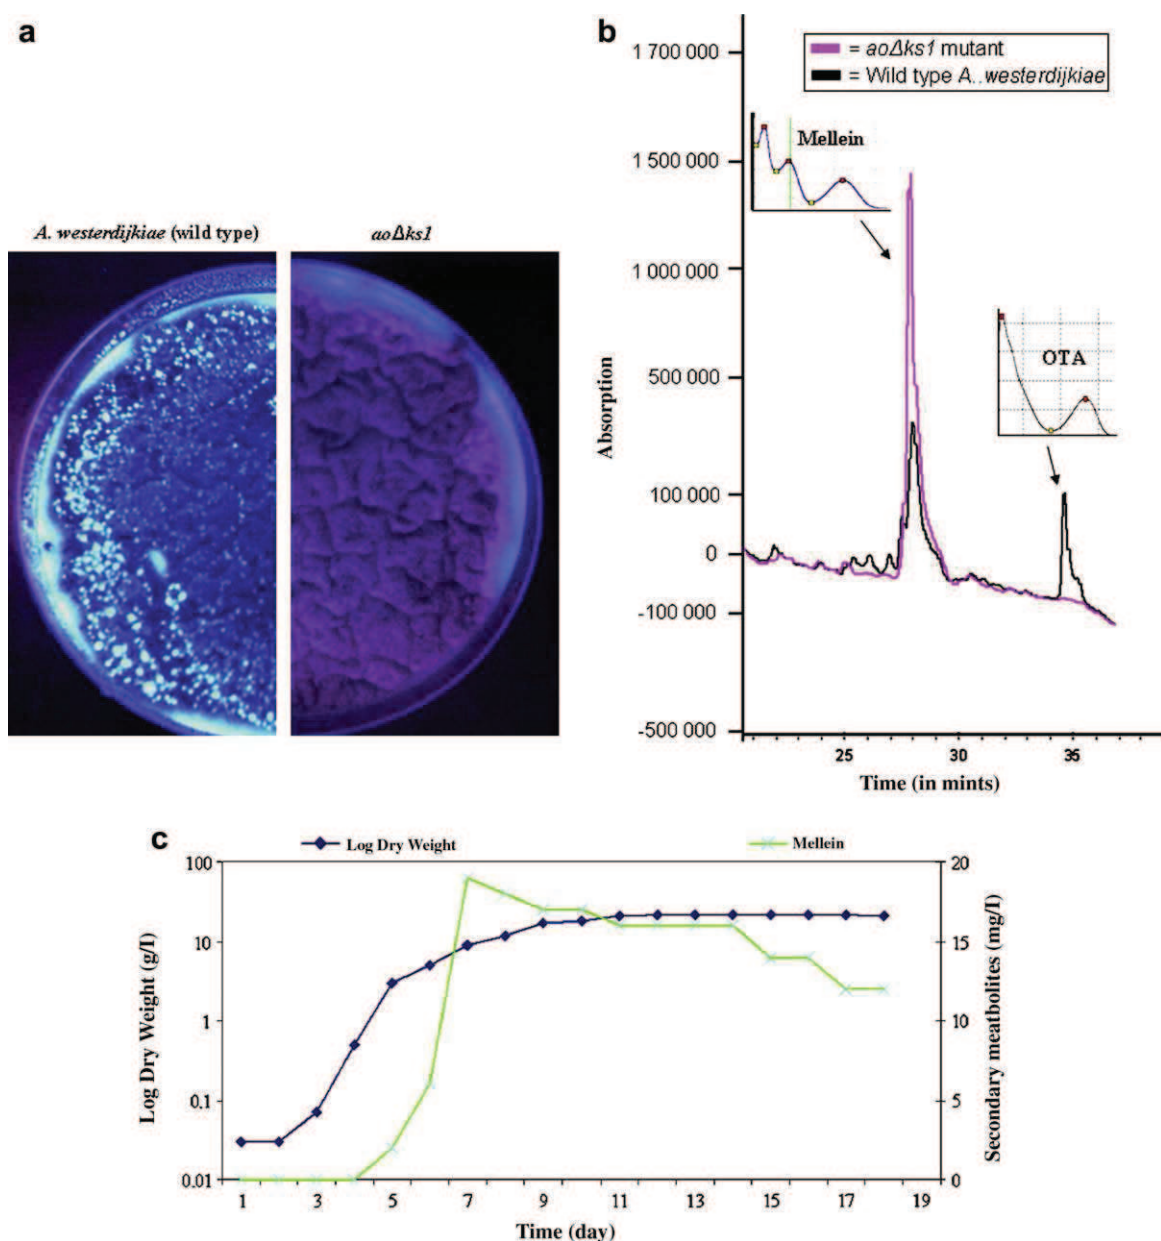 a
A. westerdijkiae (wild type)
aoΔks1
b
= aoΔks1 mutant
= Wild type A..westerdijkiae
1 700 000
1 500 000
1 000 000
500 000
100 000
0
-100 000
-500 000
Absorption
Mellein
OTA
25 30 35
Time (in mints)
c
Log Dry Weight
Mellein
100
10
1
0.1
0.01
Log Dry Weight (g/l)
20
15
10
5
0
Secondary meatbolites (mg/l)
1 3 5 7 9 11 13 15 17 19
Time (day)